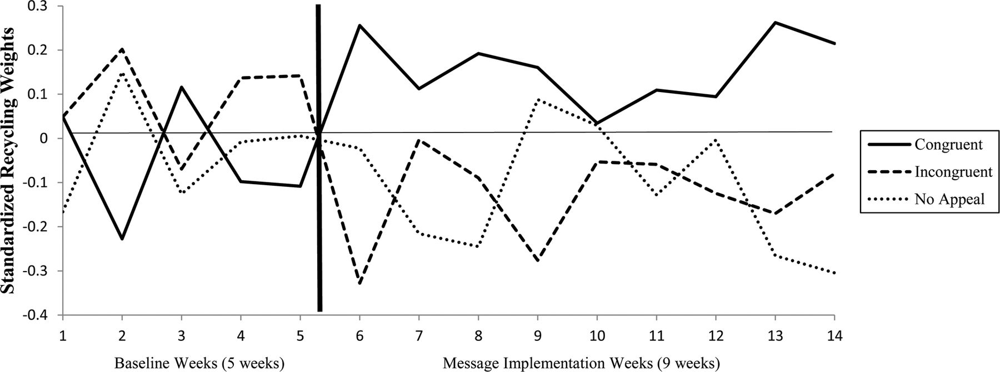 Standardized Recycling Weights
0.3
0.2
0.1
0
-0.1
-0.2
-0.3
-0.4
1 2 3 4 5 6 7 8 9 10 11 12 13 14
Baseline Weeks (5 weeks) Message Implementation Weeks (9 weeks)
Congruent
Incongruent
No Appeal